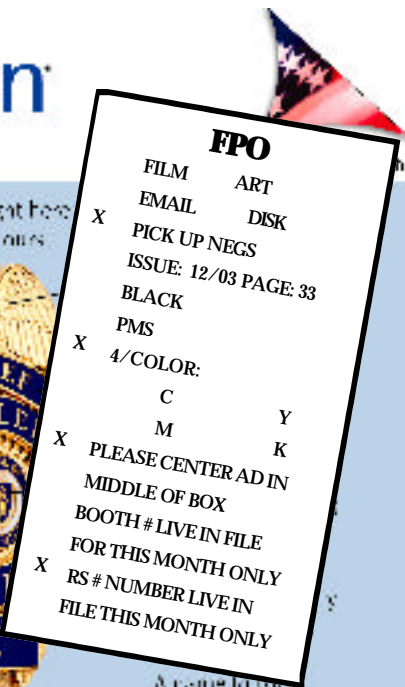 n
FPO
FILM ART
EMAIL DISK
X PICK UP NEGS
ISSUE: 12/03 PAGE: 33
BLACK
PMS
X 4/COLOR:
C Y
M K
X PLEASE CENTER AD IN
MIDDLE OF BOX
BOOTH # LIVE IN FILE
FOR THIS MONTH ONLY
X RS # NUMBER LIVE IN
FILE THIS MONTH ONLY